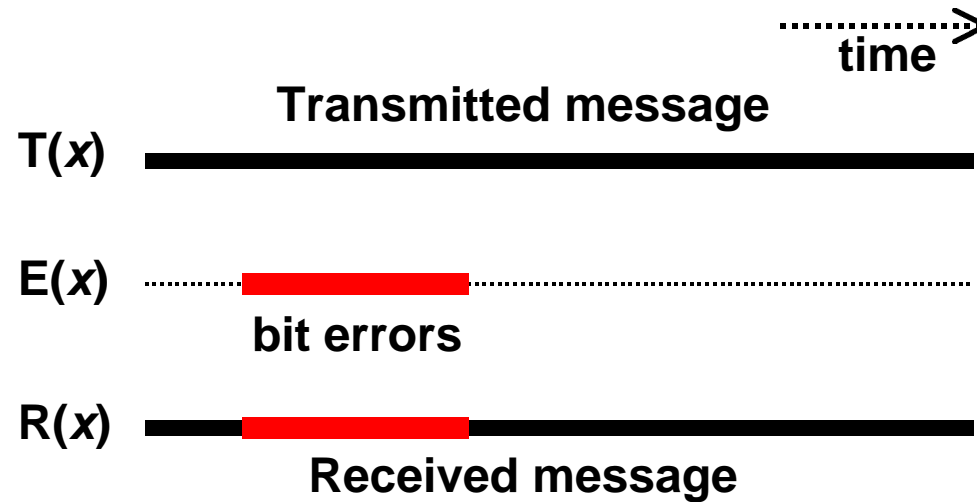 time
Transmitted message
T(x)
E(x)
bit errors
R(x)
Received message